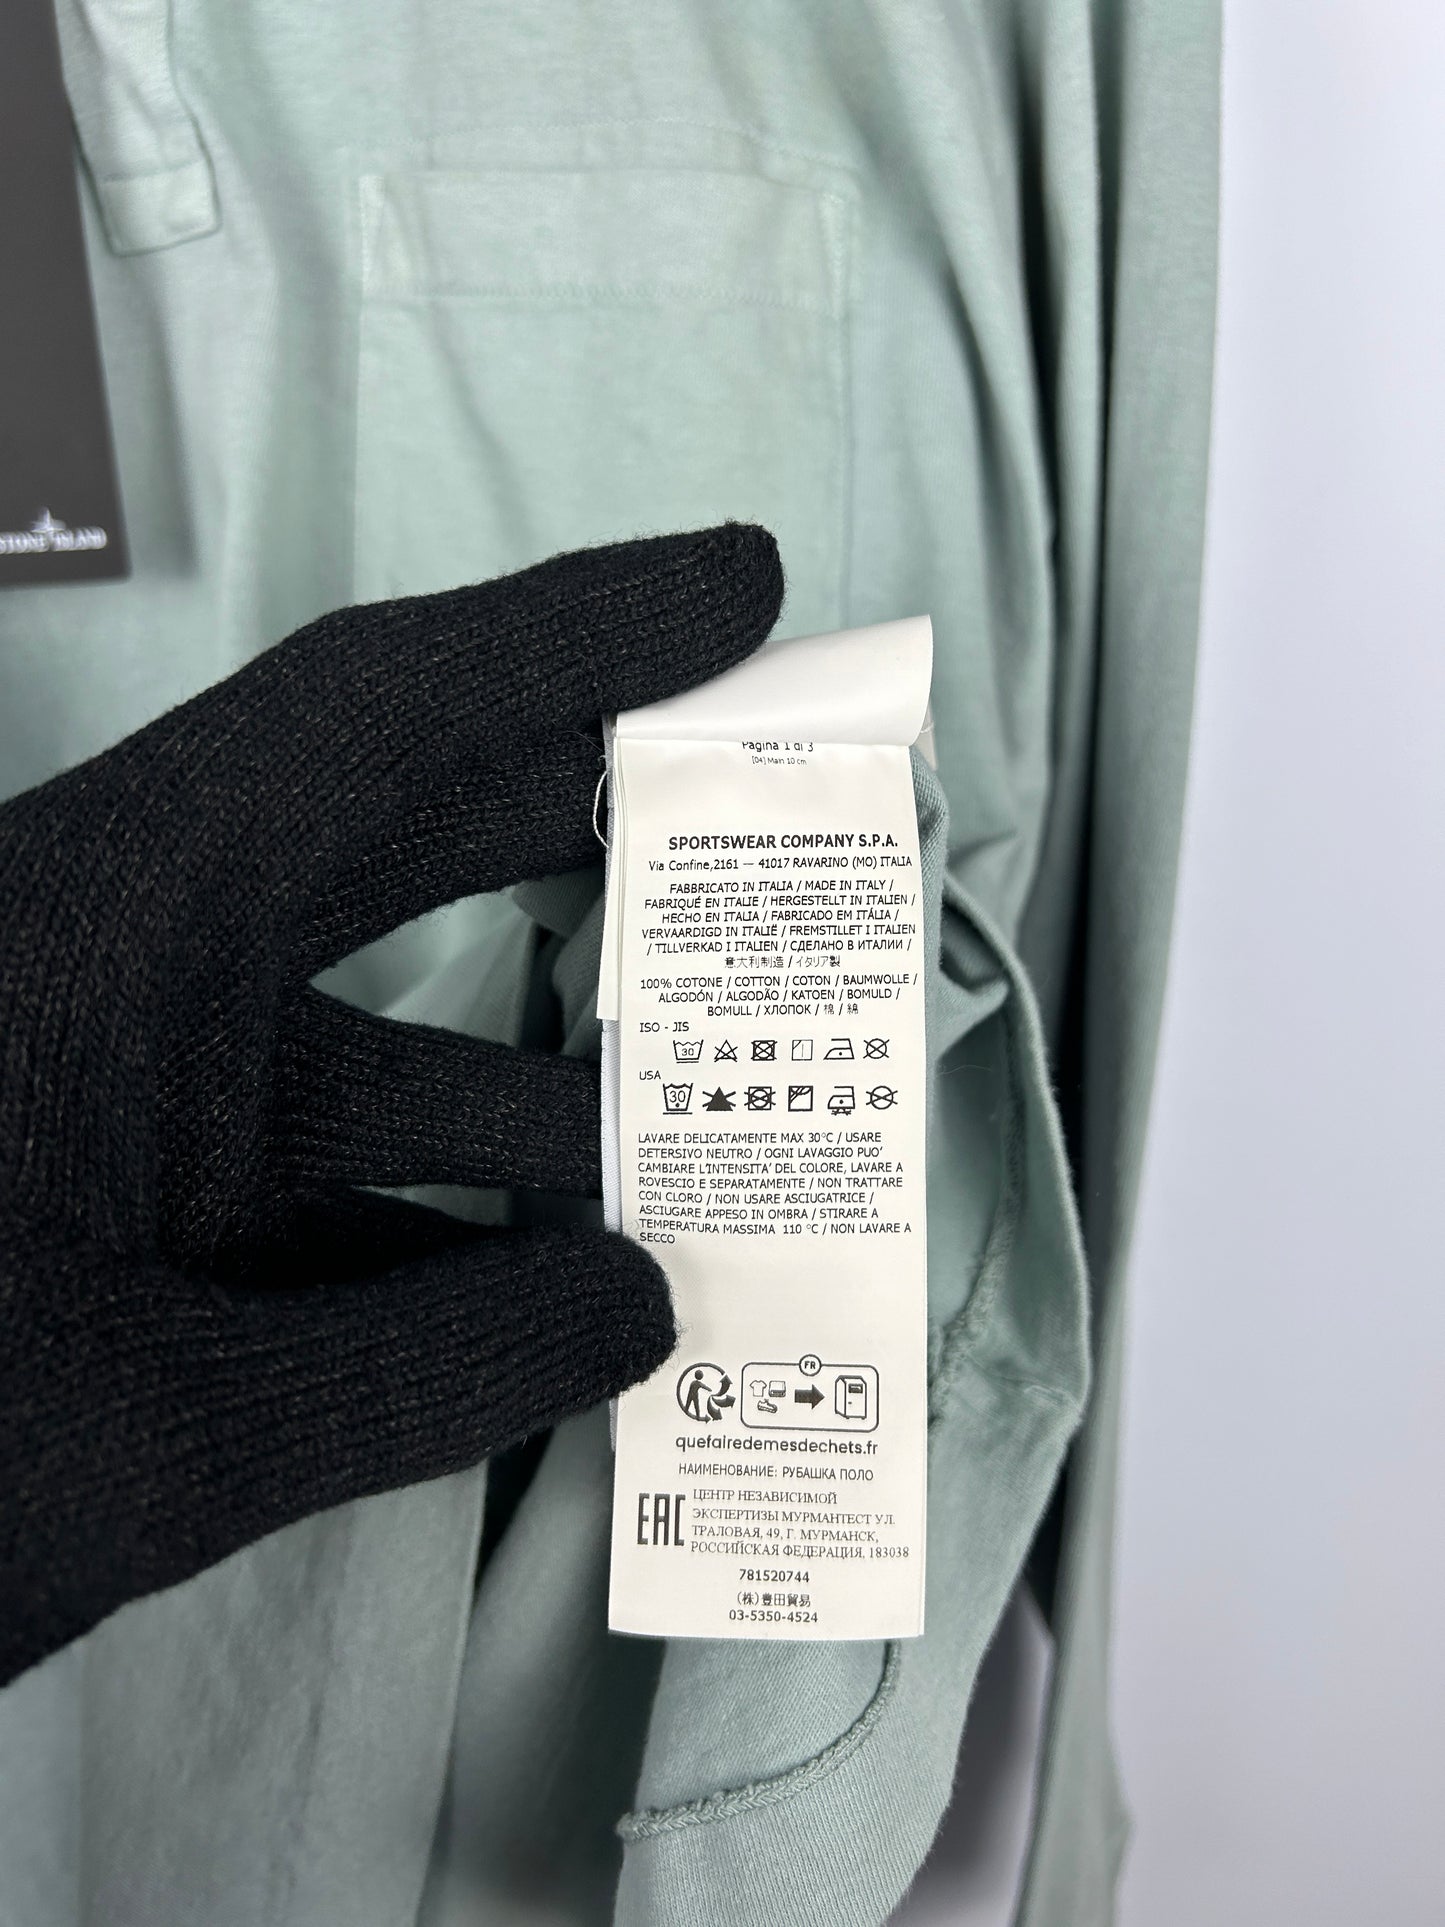 STONE ISLAND
Pagina 1 di 3
[04] Main 10 cm
SPORTSWEAR COMPANY S.P.A.
Via Confine,2161 — 41017 RAVARINO (MO) ITALIA
FABBRICATO IN ITALIA / MADE IN ITALY /
FABRIQUÉ EN ITALIE / HERGESTELLT IN ITALIEN /
HECHO EN ITALIA / FABRICADO EM ITÁLIA /
VERVAARDIGD IN ITALIË / FREMSTILLET I ITALIEN
/ TILLVERKAD I ITALIEN / СДЕЛАНО В ИТАЛИИ /
意大利制造 / イタリア製
100% COTONE / COTTON / COTON / BAUMWOLLE /
ALGODÓN / ALGODÃO / KATOEN / BOMULD /
BOMULL / ХЛОПОК / 棉 / 綿
ISO - JIS
30
USA
30
LAVARE DELICATAMENTE MAX 30°C / USARE
DETERSIVO NEUTRO / OGNI LAVAGGIO PUO'
CAMBIARE L'INTENSITA' DEL COLORE, LAVARE A
ROVESCIO E SEPARATAMENTE / NON TRATTARE
CON CLORO / NON USARE ASCIUGATRICE /
ASCIUGARE APPESO IN OMBRA / STIRARE A
TEMPERATURA MASSIMA 110 °C / NON LAVARE A
SECCO
FR
quefairedemesdechets.fr
НАИМЕНОВАНИЕ: РУБАШКА ПОЛО
EAC
ЦЕНТР НЕЗАВИСИМОЙ
ЭКСПЕРТИЗЫ МУРМАНТЕСТ УЛ.
ТРАЛОВАЯ, 49, Г. МУРМАНСК,
РОССИЙСКАЯ ФЕДЕРАЦИЯ, 183038
781520744
(株)豊田貿易
03-5350-4524